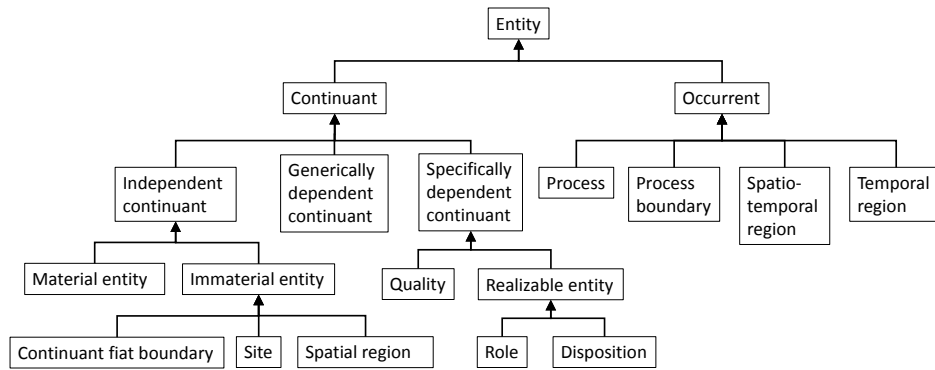 Entity
Continuant
Occurrent
Independent
continuant
Generically
dependent
continuant
Specifically
dependent
continuant
Process
Process
boundary
Spatio-
temporal
region
Temporal
region
Material entity
Immaterial entity
Quality
Realizable entity
Continuant fiat boundary
Site
Spatial region
Role
Disposition